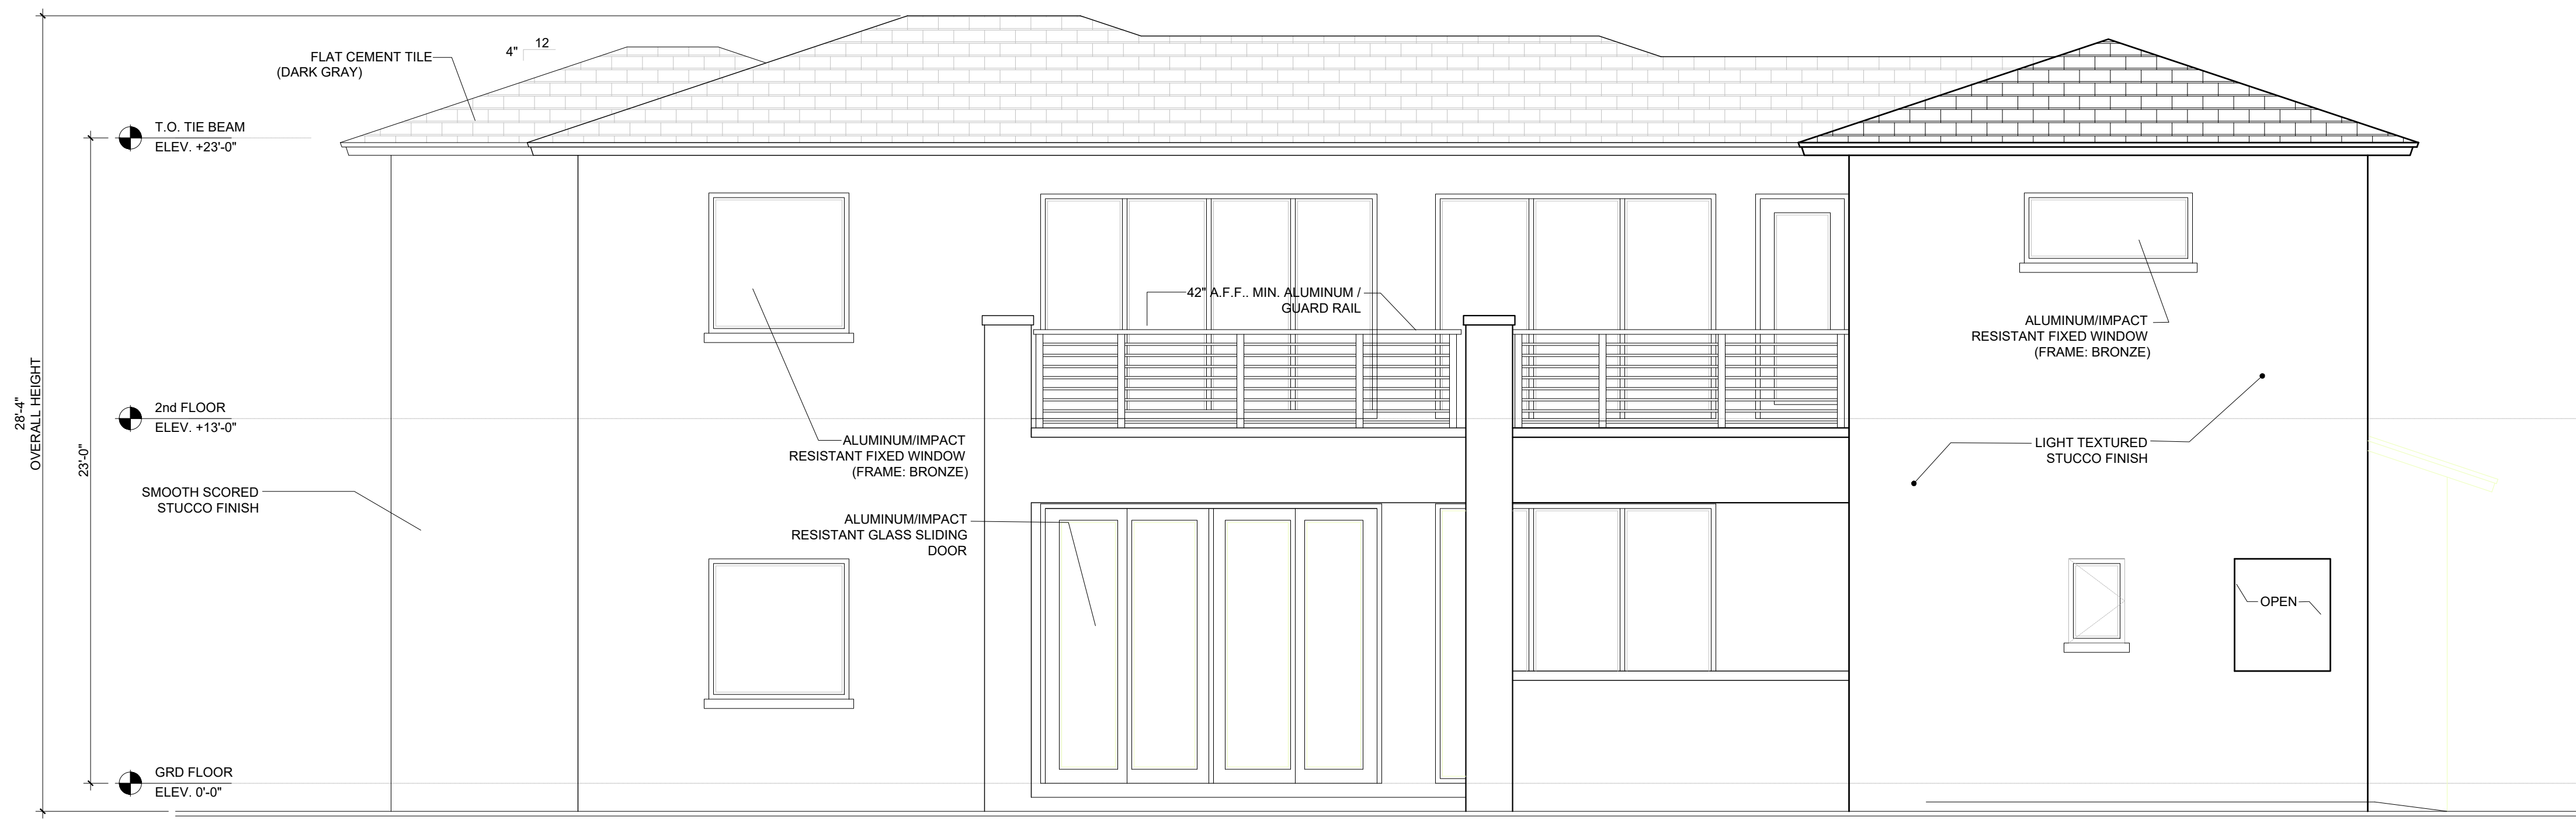 FLAT CEMENT TILE
(DARK GRAY)
12
4"
T.O. TIE BEAM
ELEV. +23'-0"
42" A.F.F.. MIN. ALUMINUM /
GUARD RAIL
ALUMINUM/IMPACT
RESISTANT FIXED WINDOW
(FRAME: BRONZE)
28'-4"
OVERALL HEIGHT
2nd FLOOR
ELEV. +13'-0"
23'-0"
ALUMINUM/IMPACT
RESISTANT FIXED WINDOW
(FRAME: BRONZE)
LIGHT TEXTURED
STUCCO FINISH
SMOOTH SCORED
STUCCO FINISH
ALUMINUM/IMPACT
RESISTANT GLASS SLIDING
DOOR
OPEN
GRD FLOOR
ELEV. 0'-0"